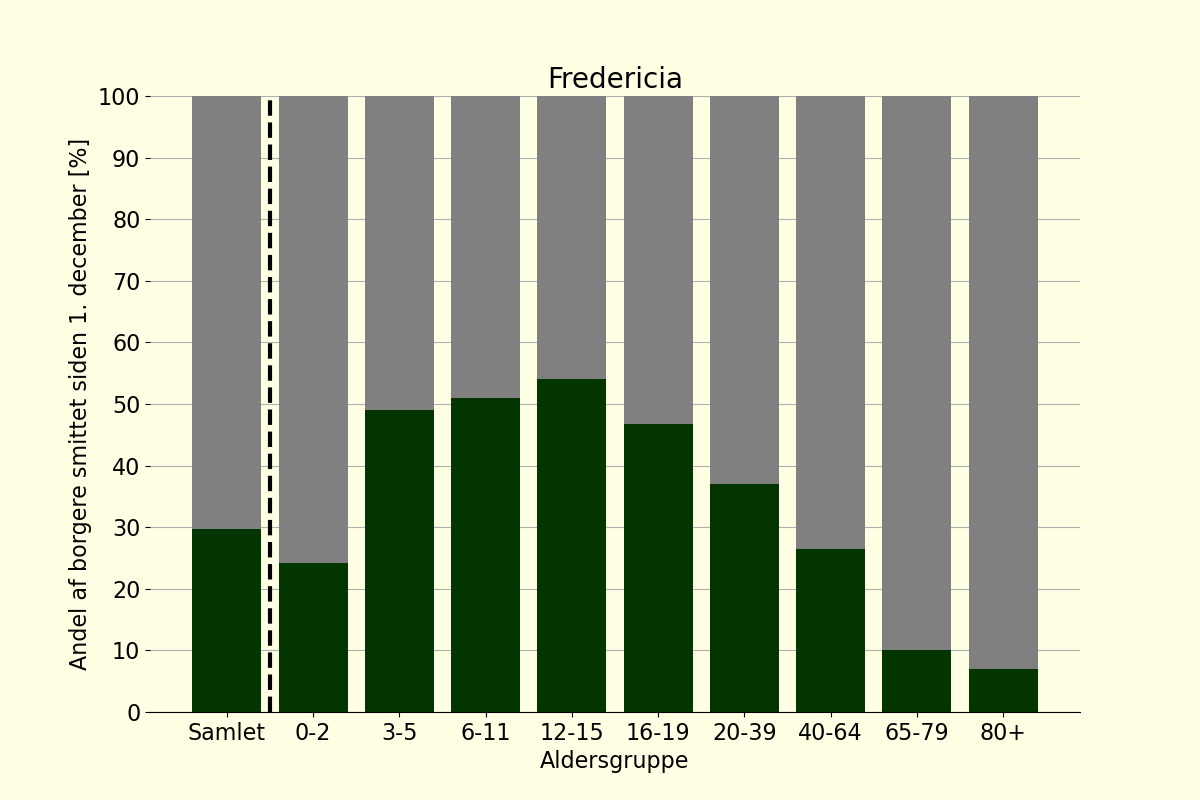 Fredericia
Andel af borgere smittet siden 1. december [%]
100
90
80
70
60
50
40
30
20
10
0
Samlet 0-2 3-5 6-11 12-15 16-19 20-39 40-64 65-79 80+
Aldersgruppe